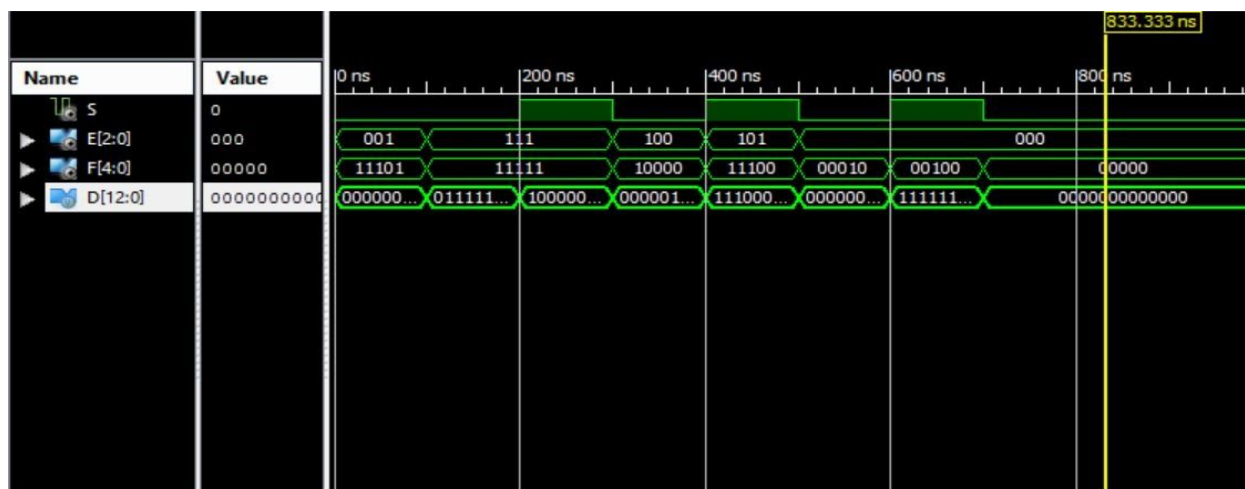 833.333 ns
Name Value 0 ns 200 ns 400 ns 600 ns 800 ns
S 0
E[2:0] 000 001 111 100 101 000
F[4:0] 00000 11101 11111 10000 11100 00010 00100 00000
D[12:0] 0000000000 000000... 011111... 100000... 000001... 111000... 000000... 111111... 0000000000000